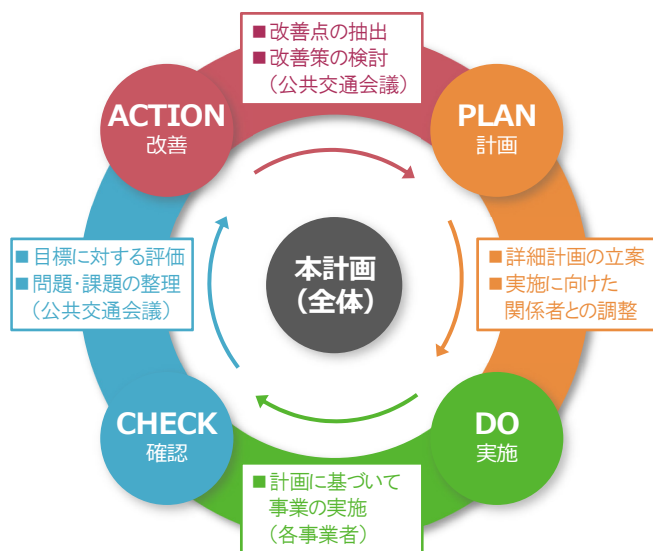 ■改善点の抽出
■改善策の検討
(公共交通会議)
ACTION
改善
PLAN
計画
■目標に対する評価
■問題・課題の整理
(公共交通会議)
本計画
(全体)
■詳細計画の立案
■実施に向けた
関係者との調整
CHECK
確認
DO
実施
■計画に基づいて
事業の実施
(各事業者)